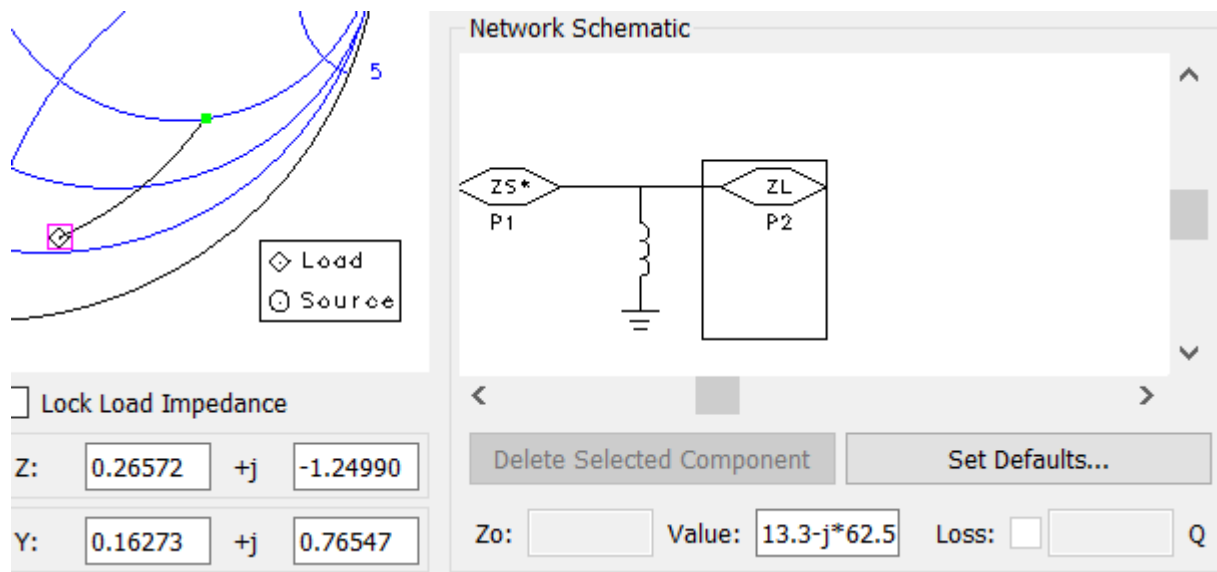 Network Schematic
5
ZS*
P1
ZL
P2
Load
Source
Lock Load Impedance
Z: 0.26572 +j -1.24990
Y: 0.16273 +j 0.76547
Delete Selected Component
Set Defaults...
Zo:
Value: 13.3-j*62.5
Loss:
Q